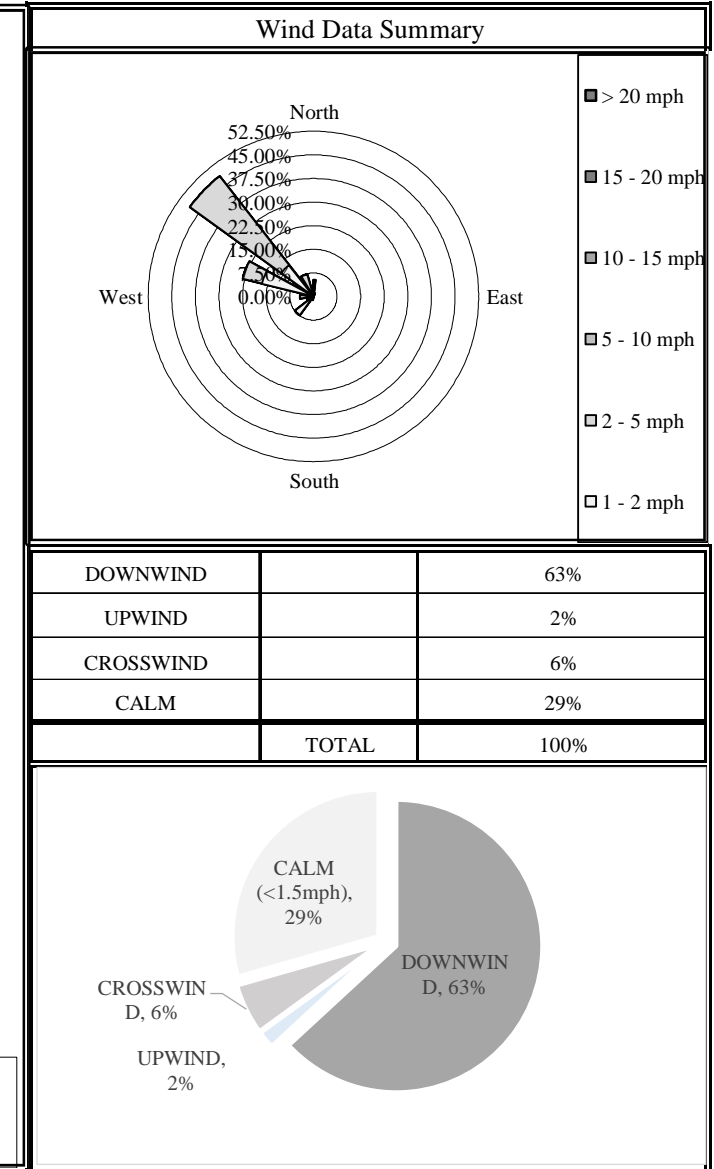 Wind Data Summary
North
52.50%
45.00%
37.50%
30.00%
22.50%
15.00%
7.50%
0.00%
West
East
South
> 20 mph
15 - 20 mph
10 - 15 mph
5 - 10 mph
2 - 5 mph
1 - 2 mph
DOWNWIND 63%
UPWIND 2%
CROSSWIND 6%
CALM 29%
TOTAL 100%
CALM
(<1.5mph),
29%
DOWNWIN
D, 63%
CROSSWIN
D, 6%
UPWIND,
2%